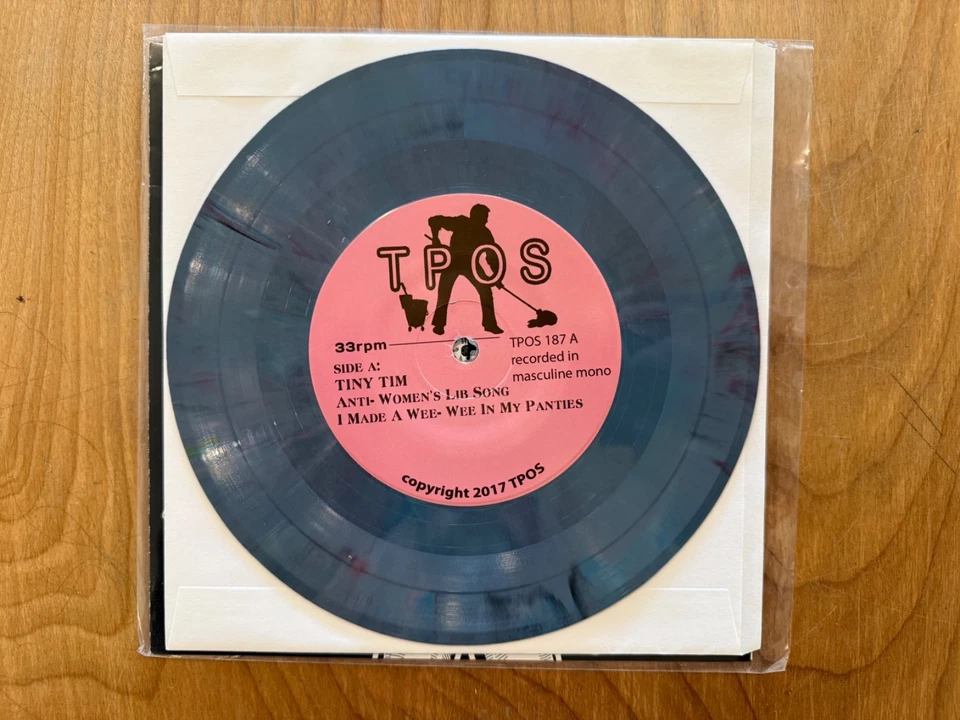 TPOS
33rpm
TPOS 187 A
recorded in
masculine mono
SIDE A:
TINY TIM
ANTI- WOMEN'S LIB SONG
I MADE A WEE- WEE IN MY PANTIES
copyright 2017 TPOS